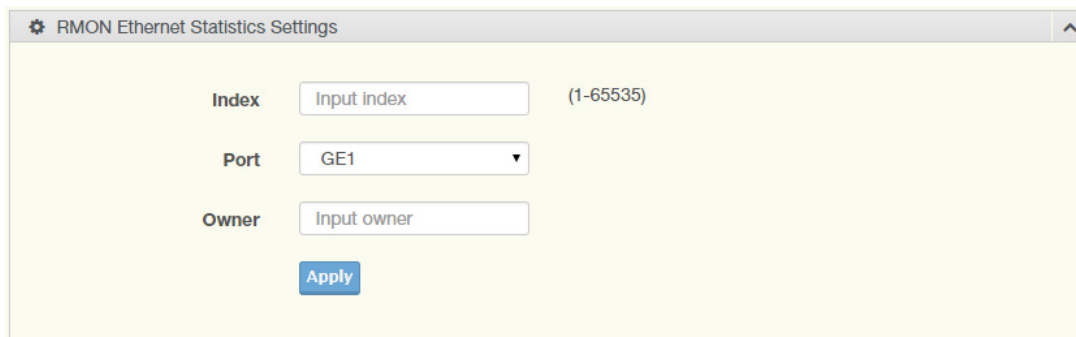 RMON Ethernet Statistics Settings
Index Input index (1-65535)
Port GE1
Owner Input owner
Apply